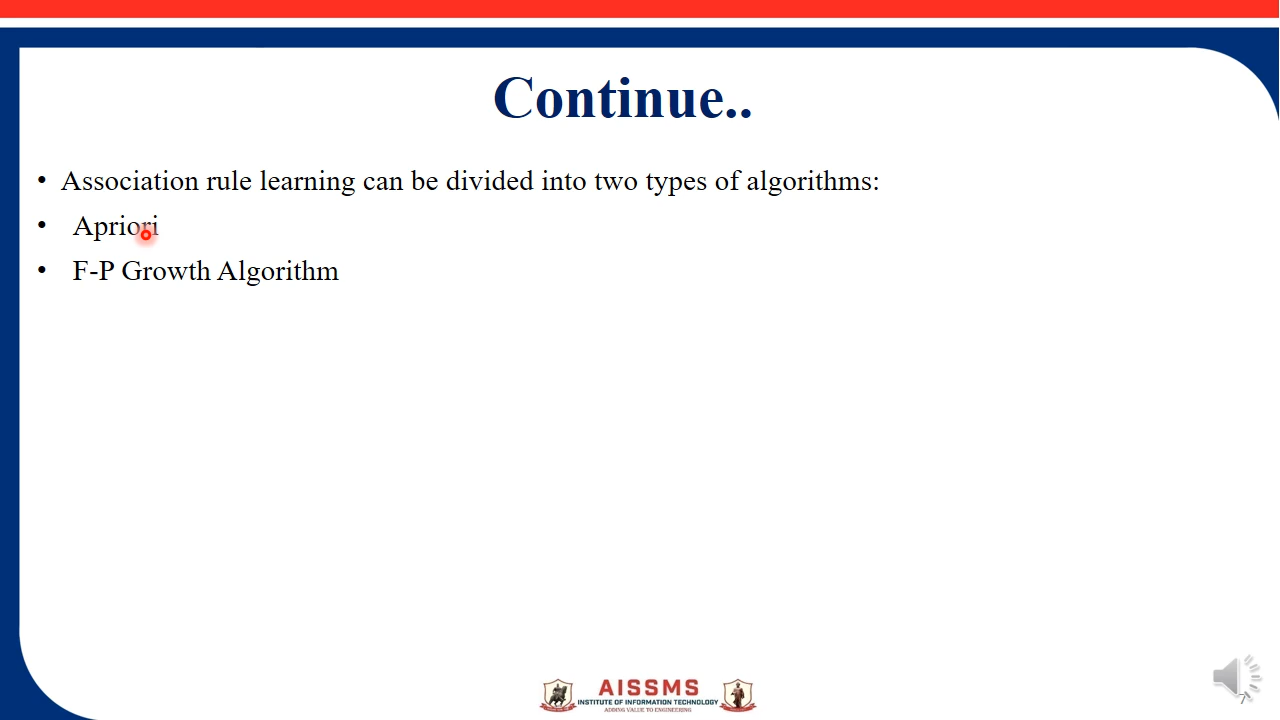 Continue..
• Association rule learning can be divided into two types of algorithms:
• Apriori
• F-P Growth Algorithm
AISSMS
INSTITUTE OF INFORMATION TECHNOLOGY
ADDING VALUE TO ENGINEERING
7